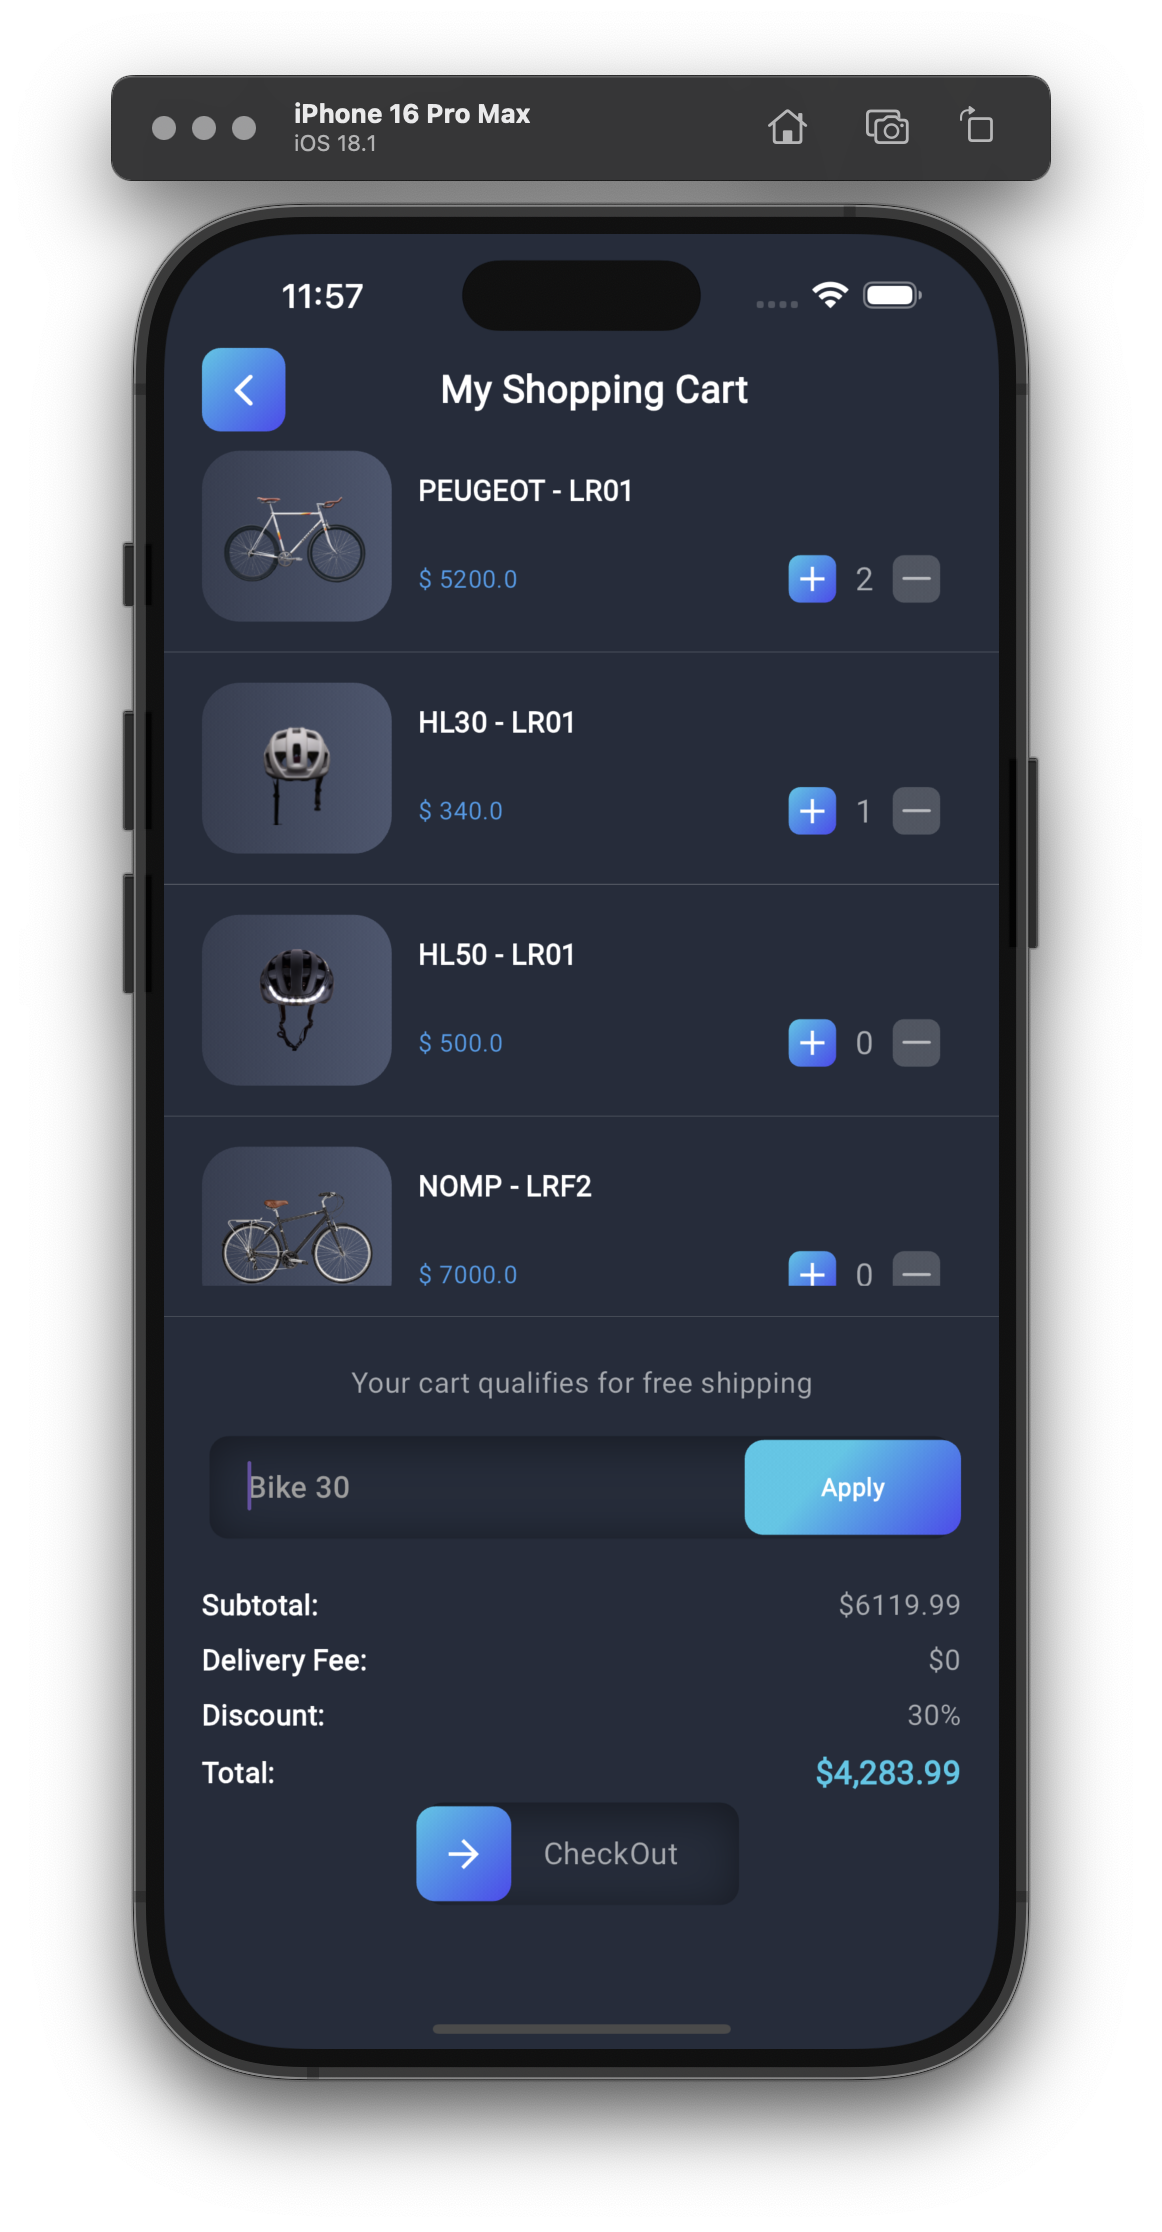 iPhone 16 Pro Max
iOS 18.1
11:57
My Shopping Cart
PEUGEOT - LR01
$ 5200.0
2
HL30 - LR01
$ 340.0
1
HL50 - LR01
$ 500.0
0
NOMP - LRF2
$ 7000.0
0
Your cart qualifies for free shipping
Bike 30
Apply
Subtotal: $6119.99
Delivery Fee: $0
Discount: 30%
Total: $4,283.99
CheckOut